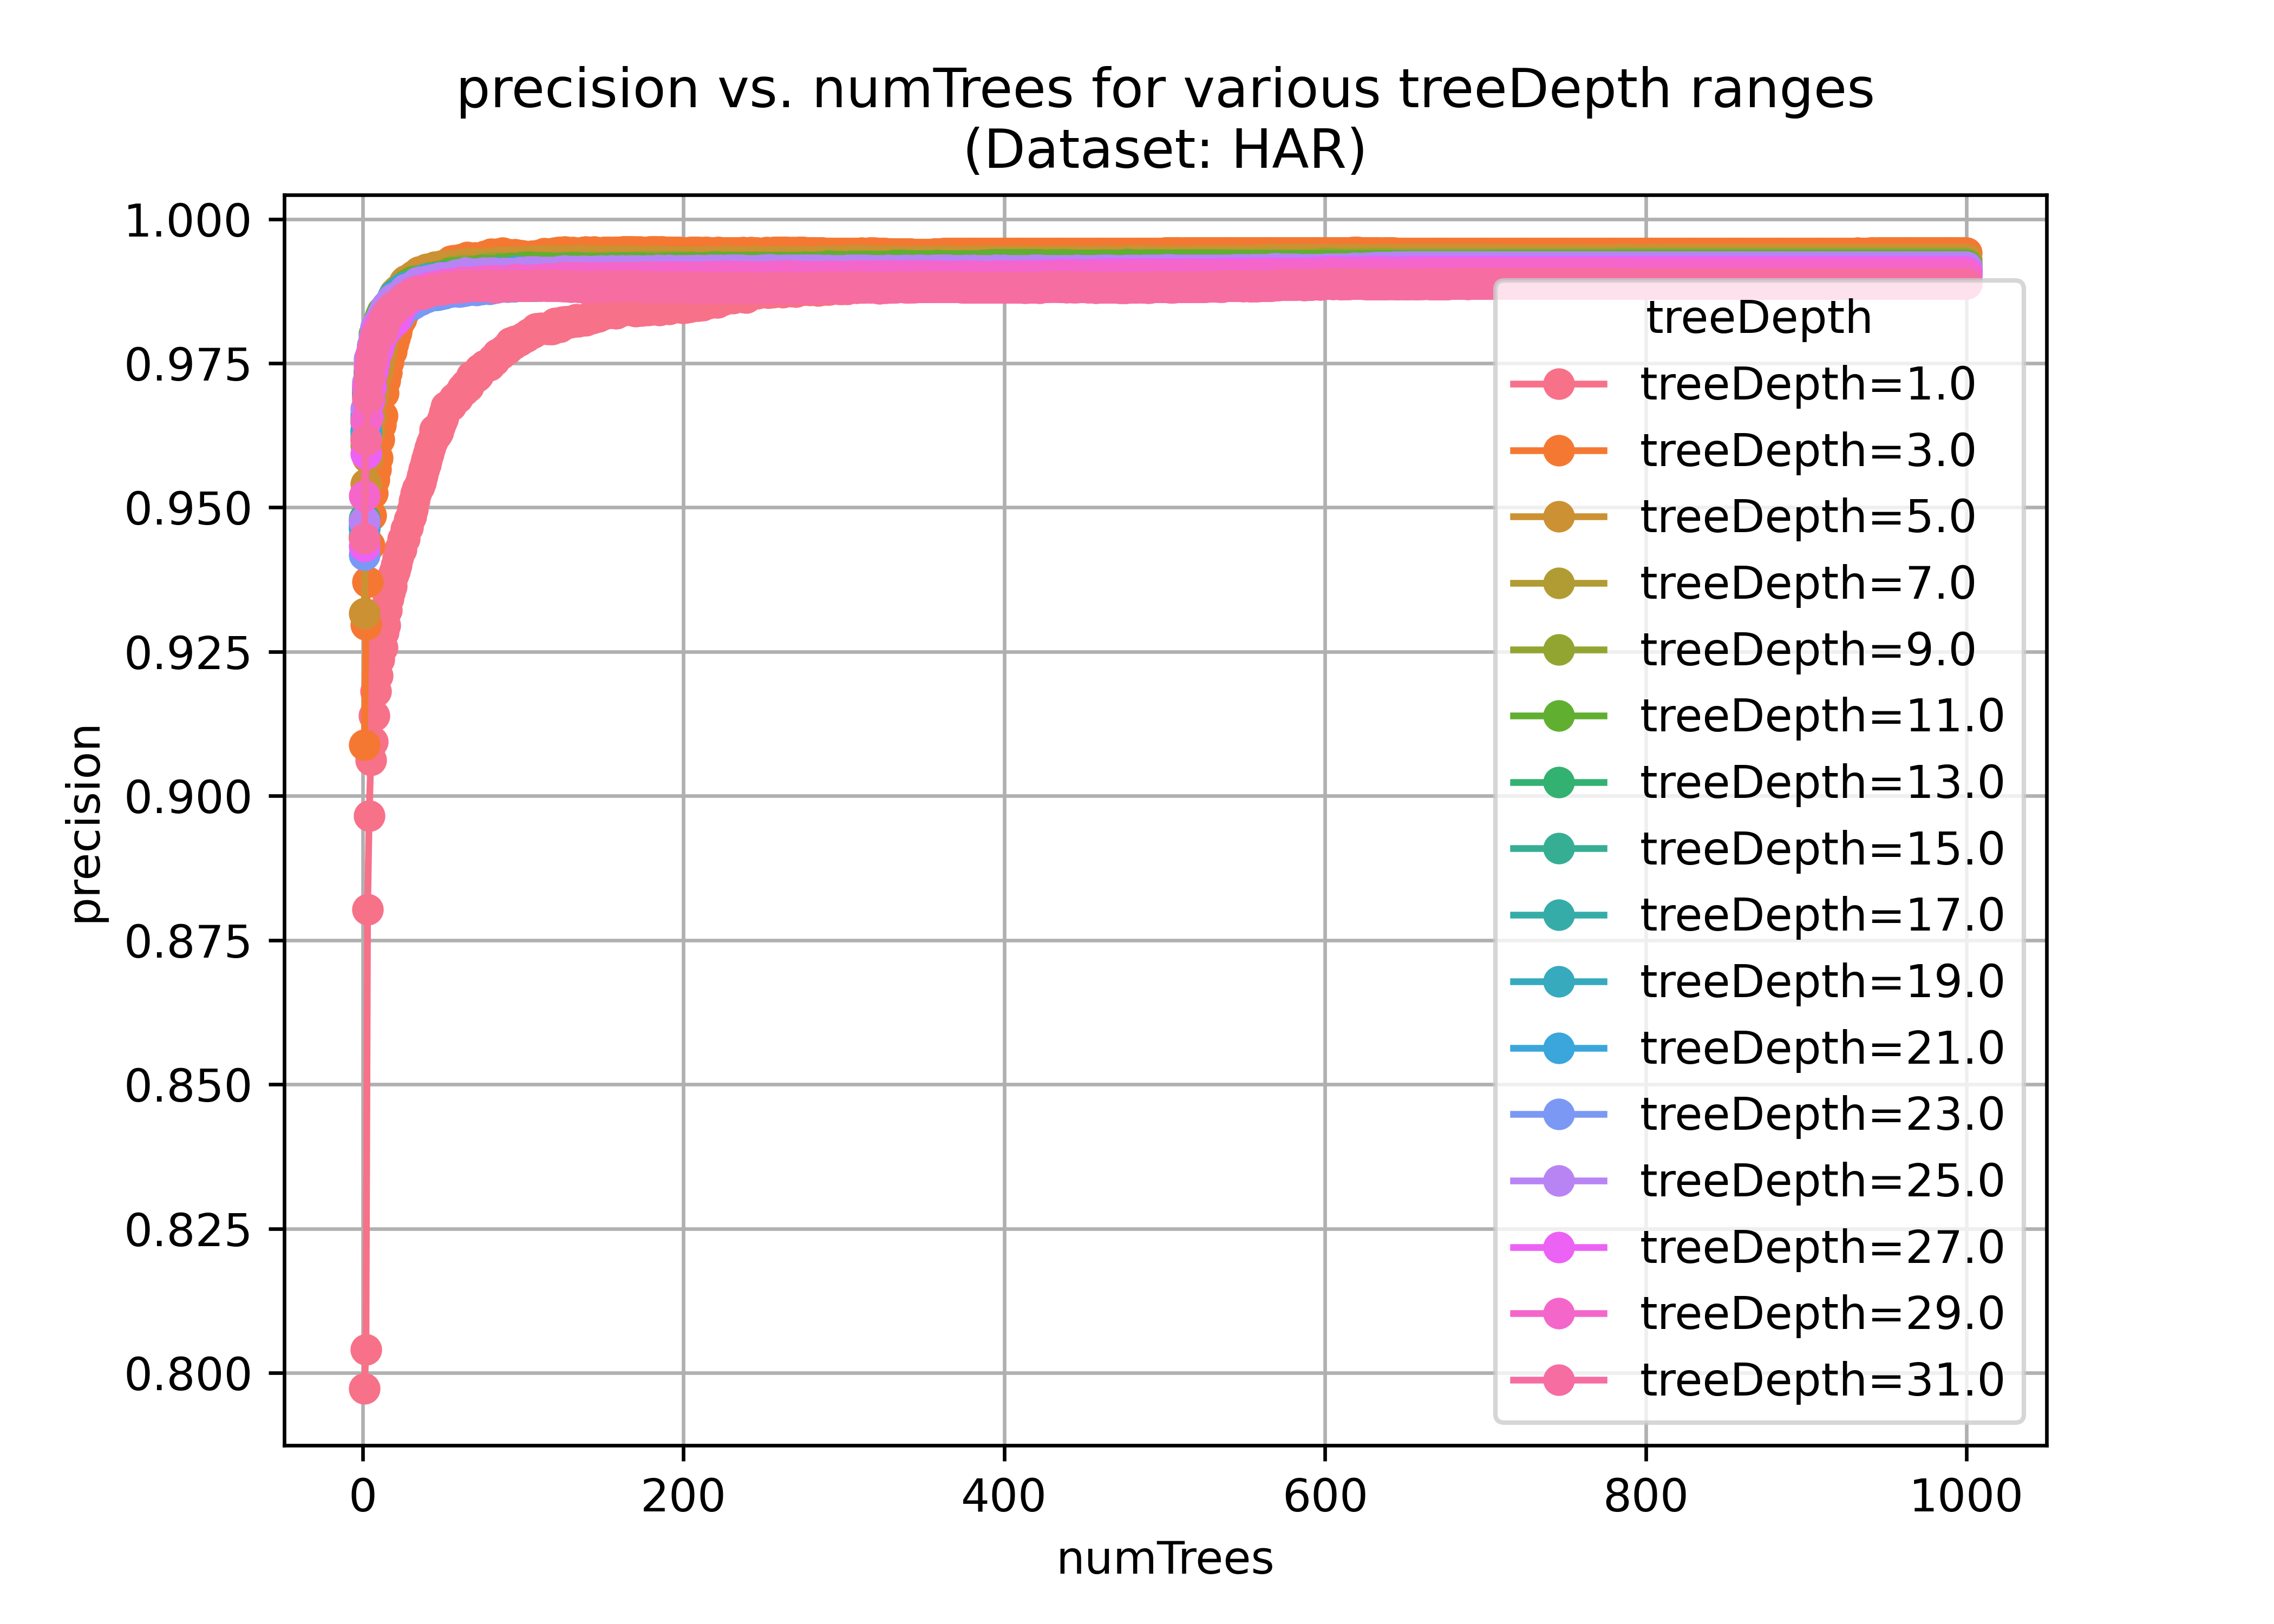 precision vs. numTrees for various treeDepth ranges
(Dataset: HAR)
1.000
0.975
0.950
0.925
0.900
0.875
0.850
0.825
0.800
precision
0 200 400 600 800 1000
numTrees
treeDepth
treeDepth=1.0
treeDepth=3.0
treeDepth=5.0
treeDepth=7.0
treeDepth=9.0
treeDepth=11.0
treeDepth=13.0
treeDepth=15.0
treeDepth=17.0
treeDepth=19.0
treeDepth=21.0
treeDepth=23.0
treeDepth=25.0
treeDepth=27.0
treeDepth=29.0
treeDepth=31.0